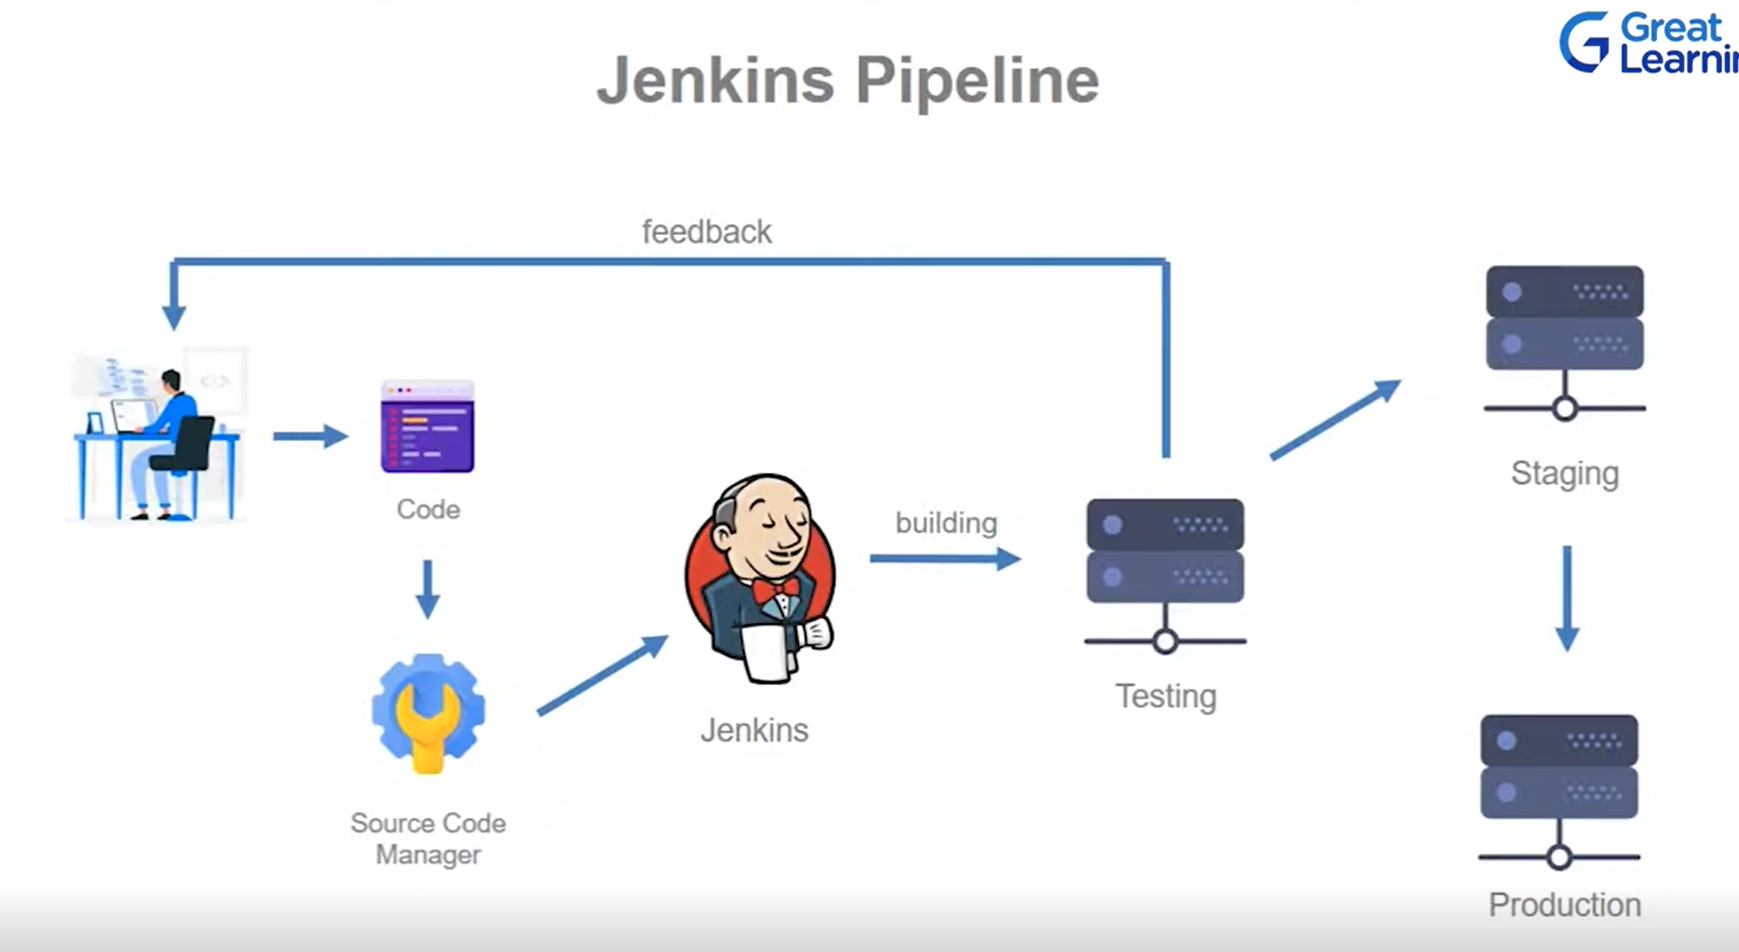 Great
Learnin
Jenkins Pipeline
feedback
Code
building
Staging
Testing
Jenkins
Source Code
Manager
Production